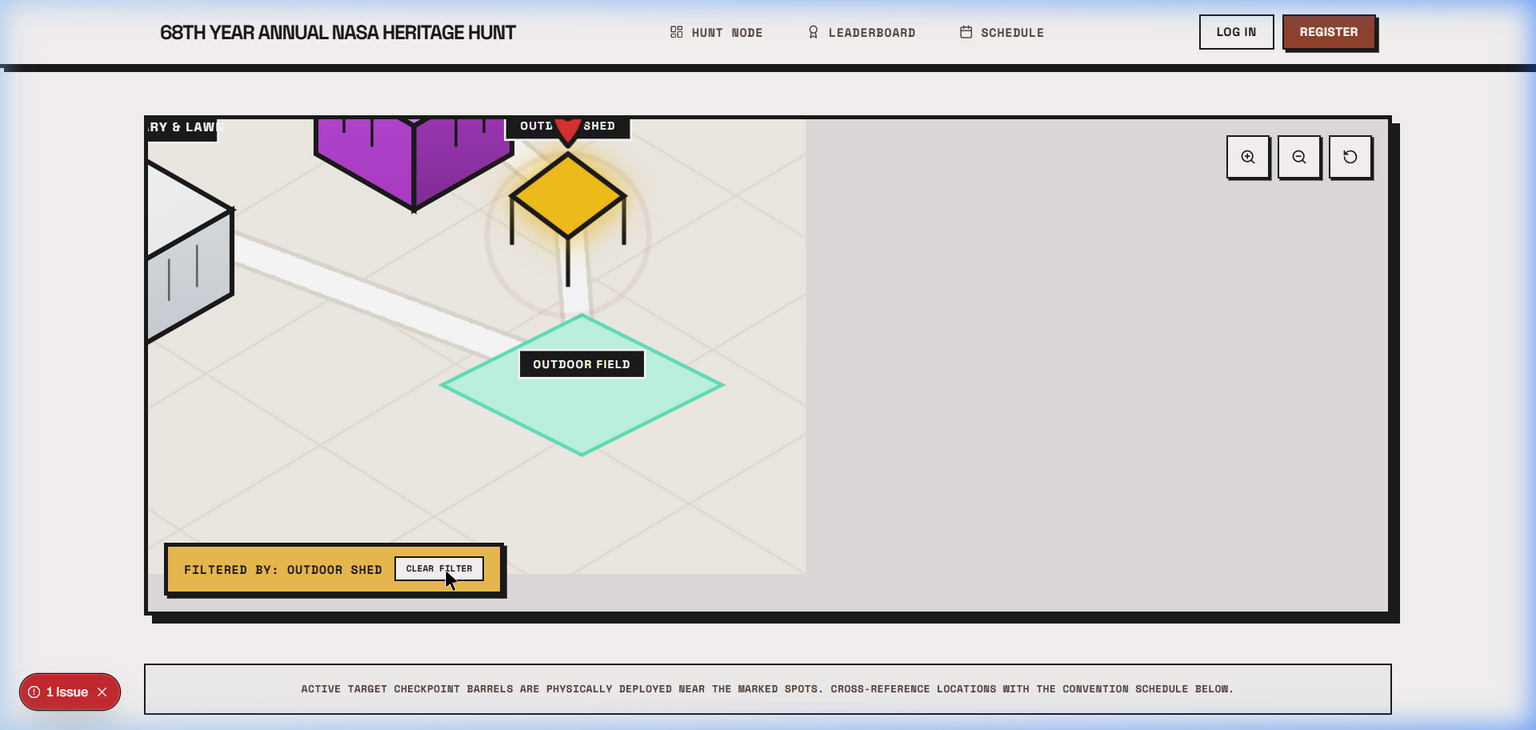 68TH YEAR ANNUAL NASA HERITAGE HUNT
HUNT NODE
LEADERBOARD
SCHEDULE
LOG IN
REGISTER
& LAWN
SHED
OUTDOOR FIELD
FILTERED BY: OUTDOOR SHED
CLEAR FILTER
1 Issue
ACTIVE TARGET CHECKPOINT BARRELS ARE PHYSICALLY DEPLOYED NEAR THE MARKED SPOTS. CROSS-REFERENCE LOCATIONS WITH THE CONVENTION SCHEDULE BELOW.